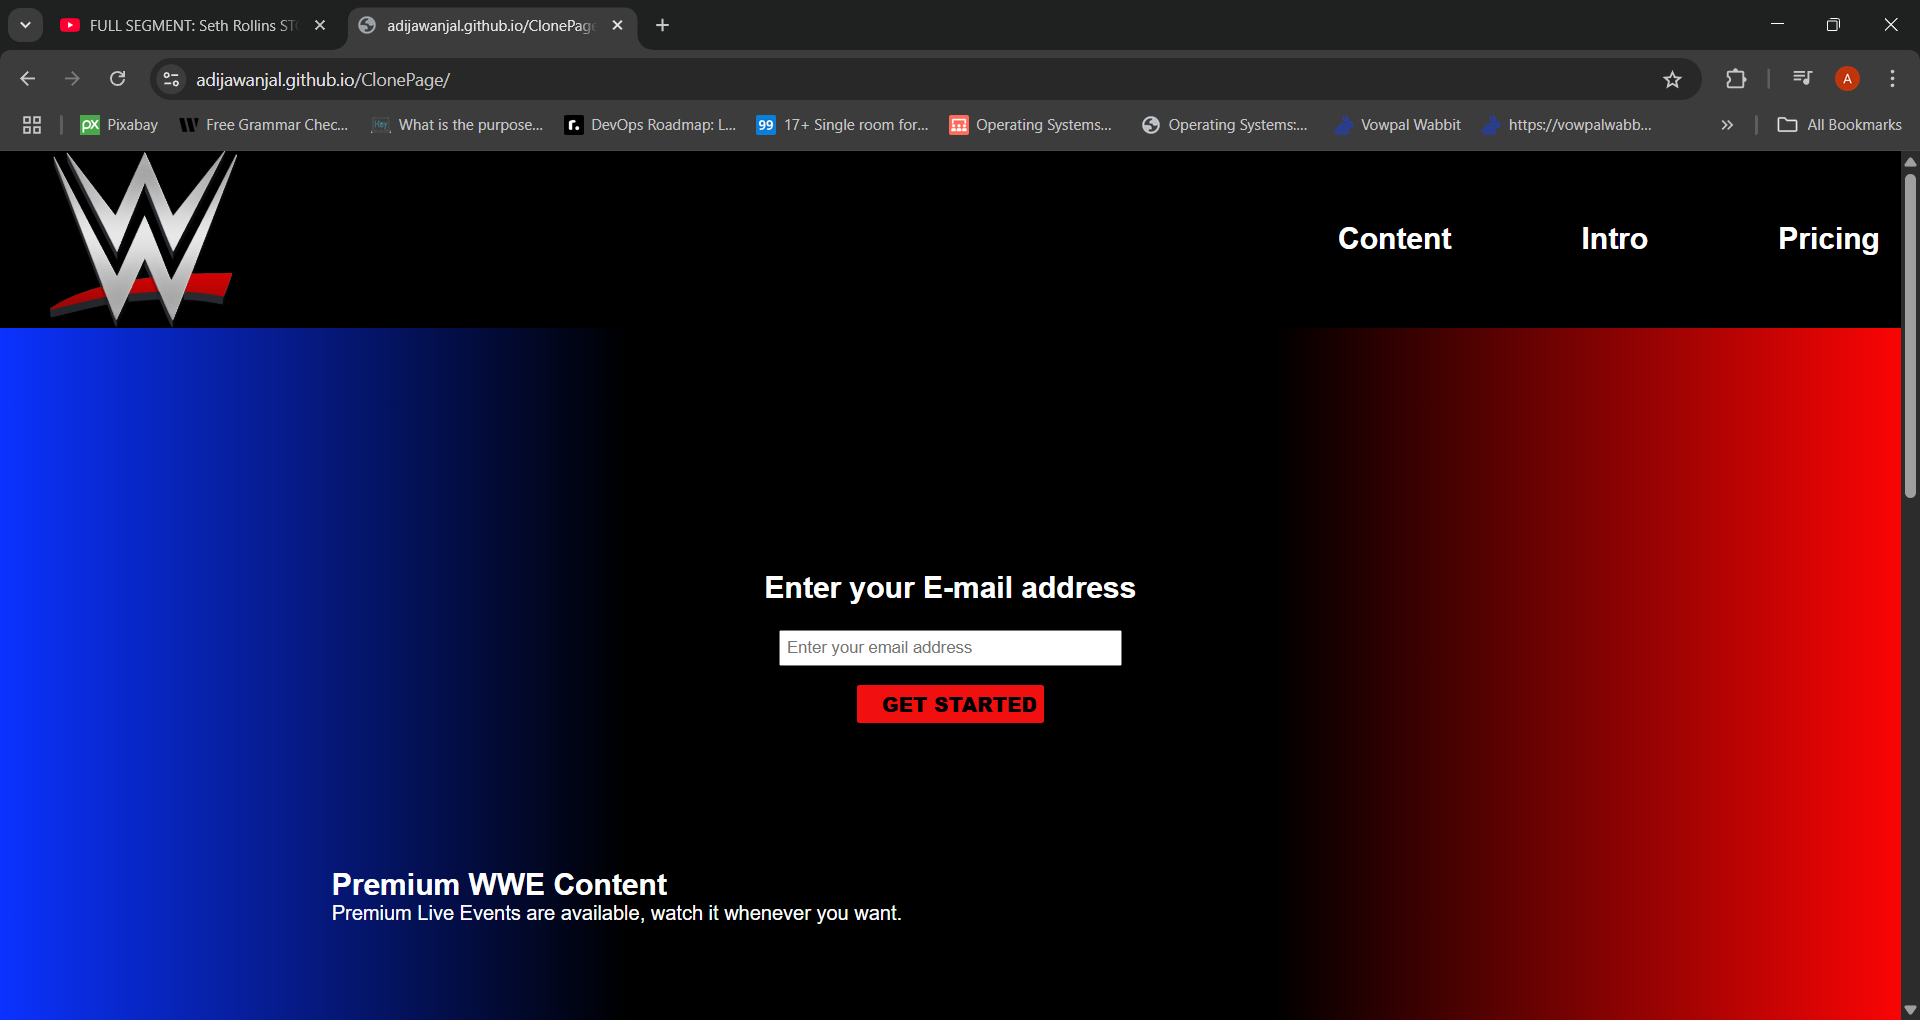 FULL SEGMENT: Seth Rollins ST
adijawanjal.github.io/ClonePage
adijawanjal.github.io/ClonePage/
A
px Pixabay
Free Grammar Chec...
Hey What is the purpose...
r. DevOps Roadmap: L...
99 17+ Single room for...
Operating Systems...
Operating Systems:...
Vowpal Wabbit
https://vowpalwabb...
All Bookmarks
W
Content
Intro
Pricing
Enter your E-mail address
Enter your email address
GET STARTED
Premium WWE Content
Premium Live Events are available, watch it whenever you want.